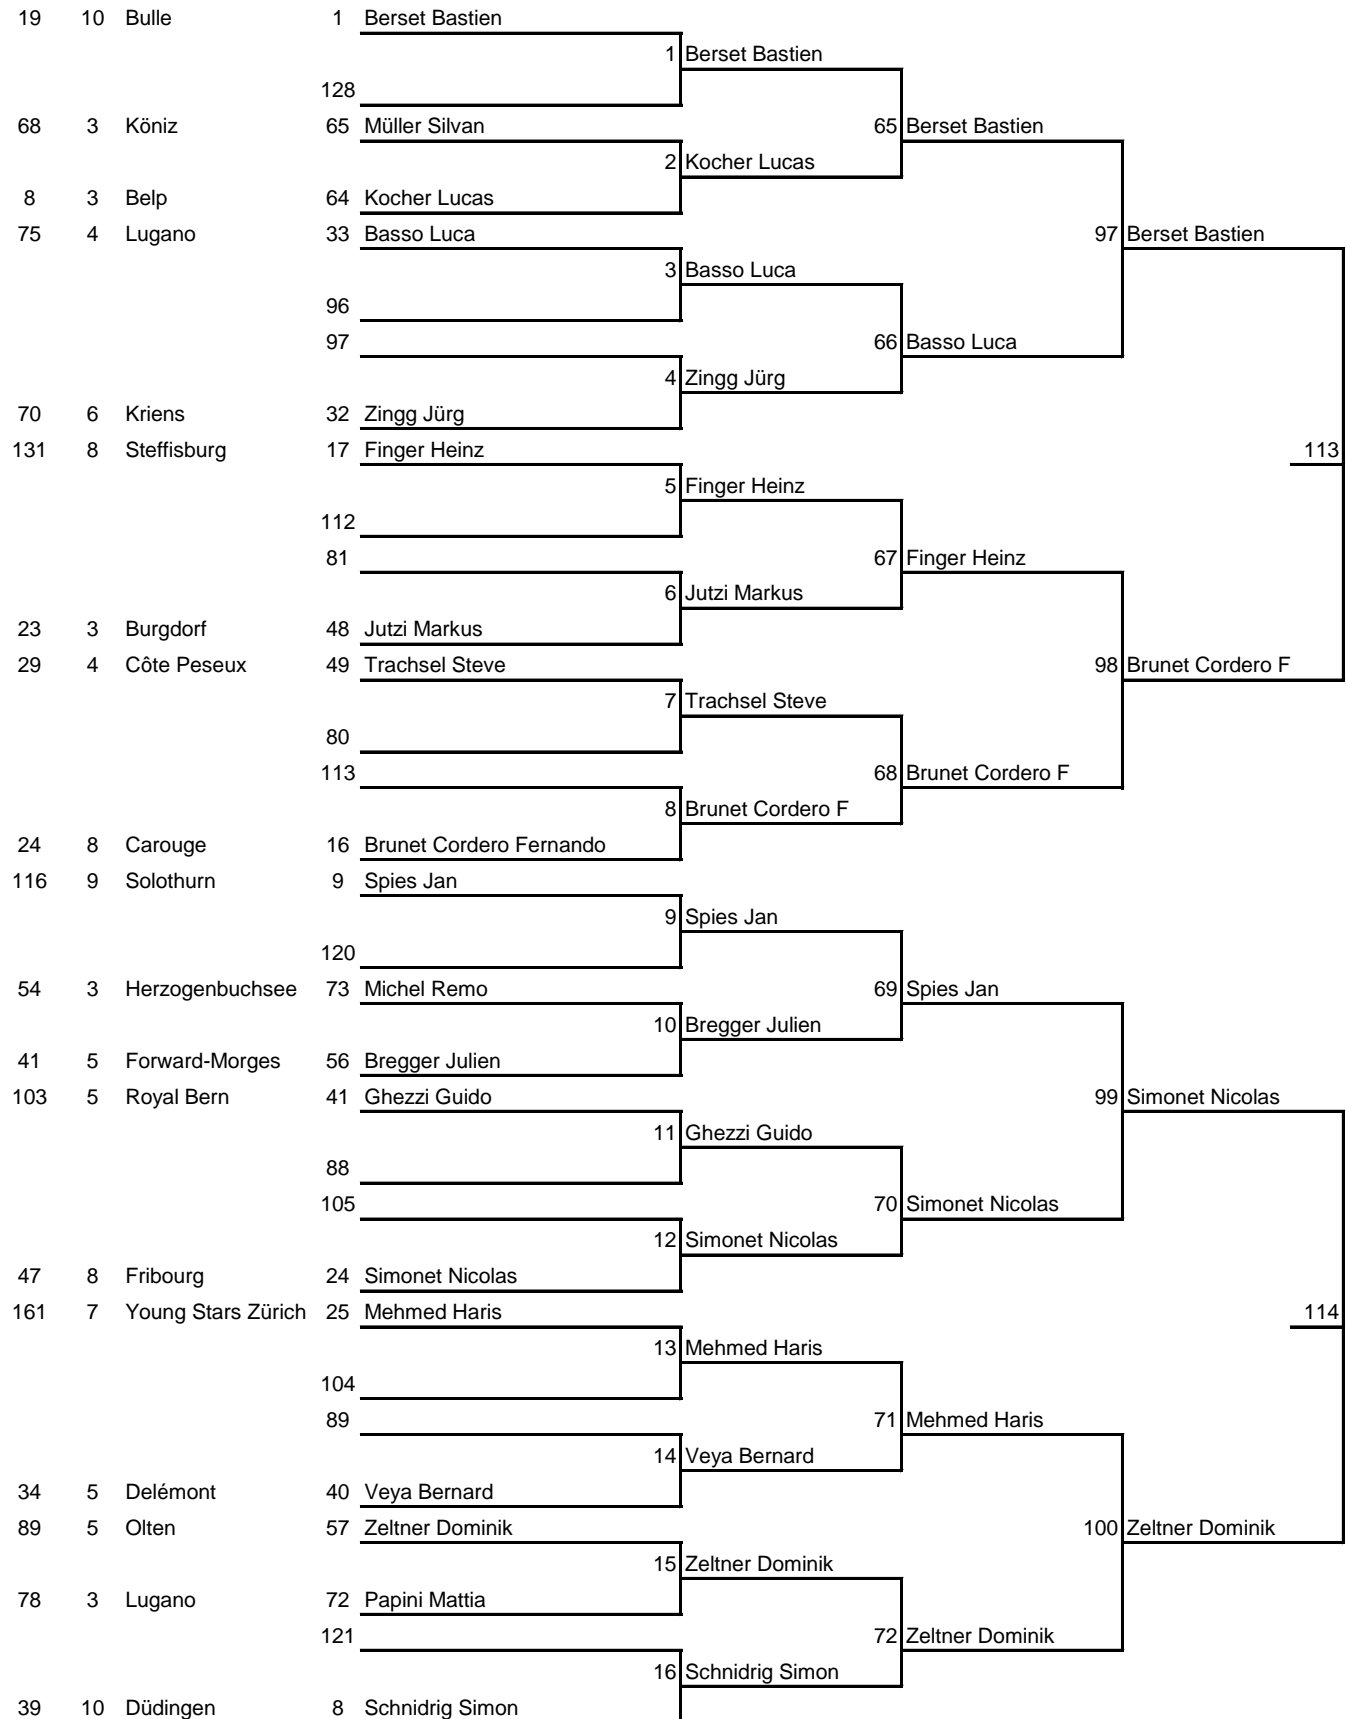 19 10 Bulle 1 Berset Bastien
1 Berset Bastien
128
68 3 Köniz 65 Müller Silvan 65 Berset Bastien
2 Kocher Lucas
8 3 Belp 64 Kocher Lucas
75 4 Lugano 33 Basso Luca 97 Berset Bastien
3 Basso Luca
96
97 66 Basso Luca
4 Zingg Jürg
70 6 Kriens 32 Zingg Jürg
131 8 Steffisburg 17 Finger Heinz 113
5 Finger Heinz
112
81 67 Finger Heinz
6 Jutzi Markus
23 3 Burgdorf 48 Jutzi Markus
29 4 Côte Peseux 49 Trachsel Steve 98 Brunet Cordero F
7 Trachsel Steve
80
113 68 Brunet Cordero F
8 Brunet Cordero F
24 8 Carouge 16 Brunet Cordero Fernando
116 9 Solothurn 9 Spies Jan
9 Spies Jan
120
54 3 Herzogenbuchsee 73 Michel Remo 69 Spies Jan
10 Bregger Julien
41 5 Forward-Morges 56 Bregger Julien
103 5 Royal Bern 41 Ghezzi Guido 99 Simonet Nicolas
11 Ghezzi Guido
88
105 70 Simonet Nicolas
12 Simonet Nicolas
47 8 Fribourg 24 Simonet Nicolas
161 7 Young Stars Zürich 25 Mehmed Haris 114
13 Mehmed Haris
104
89 71 Mehmed Haris
14 Veya Bernard
34 5 Delémont 40 Veya Bernard
89 5 Olten 57 Zeltner Dominik 100 Zeltner Dominik
15 Zeltner Dominik
78 3 Lugano 72 Papini Mattia
121 72 Zeltner Dominik
16 Schnidrig Simon
39 10 Düdingen 8 Schnidrig Simon